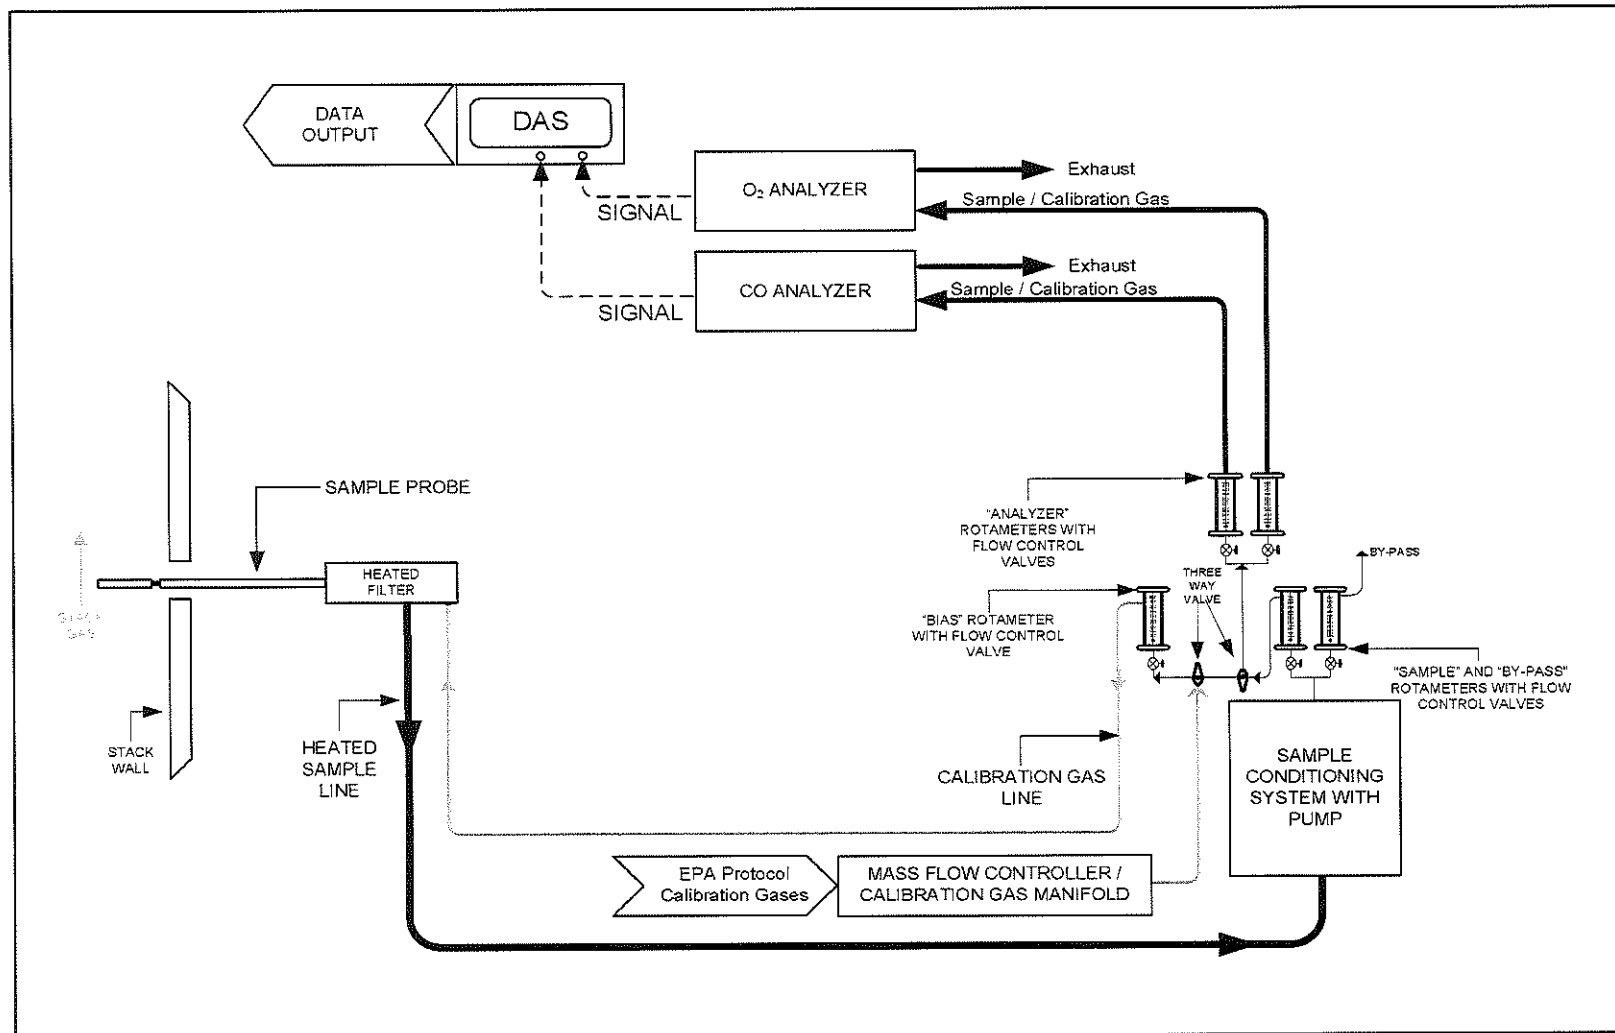 DATA
OUTPUT
DAS
O₂ ANALYZER
Exhaust
Sample / Calibration Gas
SIGNAL
CO ANALYZER
Exhaust
Sample / Calibration Gas
SIGNAL
SAMPLE PROBE
"ANALYZER"
ROTAMETERS WITH
FLOW CONTROL
VALVES
BY-PASS
HEATED
FILTER
THREE
WAY
VALVE
STACK
GAS
"BIAS" ROTAMETER
WITH FLOW CONTROL
VALVE
"SAMPLE" AND "BY-PASS"
ROTAMETERS WITH FLOW
CONTROL VALVES
STACK
WALL
HEATED
SAMPLE
LINE
CALIBRATION GAS
LINE
SAMPLE
CONDITIONING
SYSTEM WITH
PUMP
EPA Protocol
Calibration Gases
MASS FLOW CONTROLLER /
CALIBRATION GAS MANIFOLD